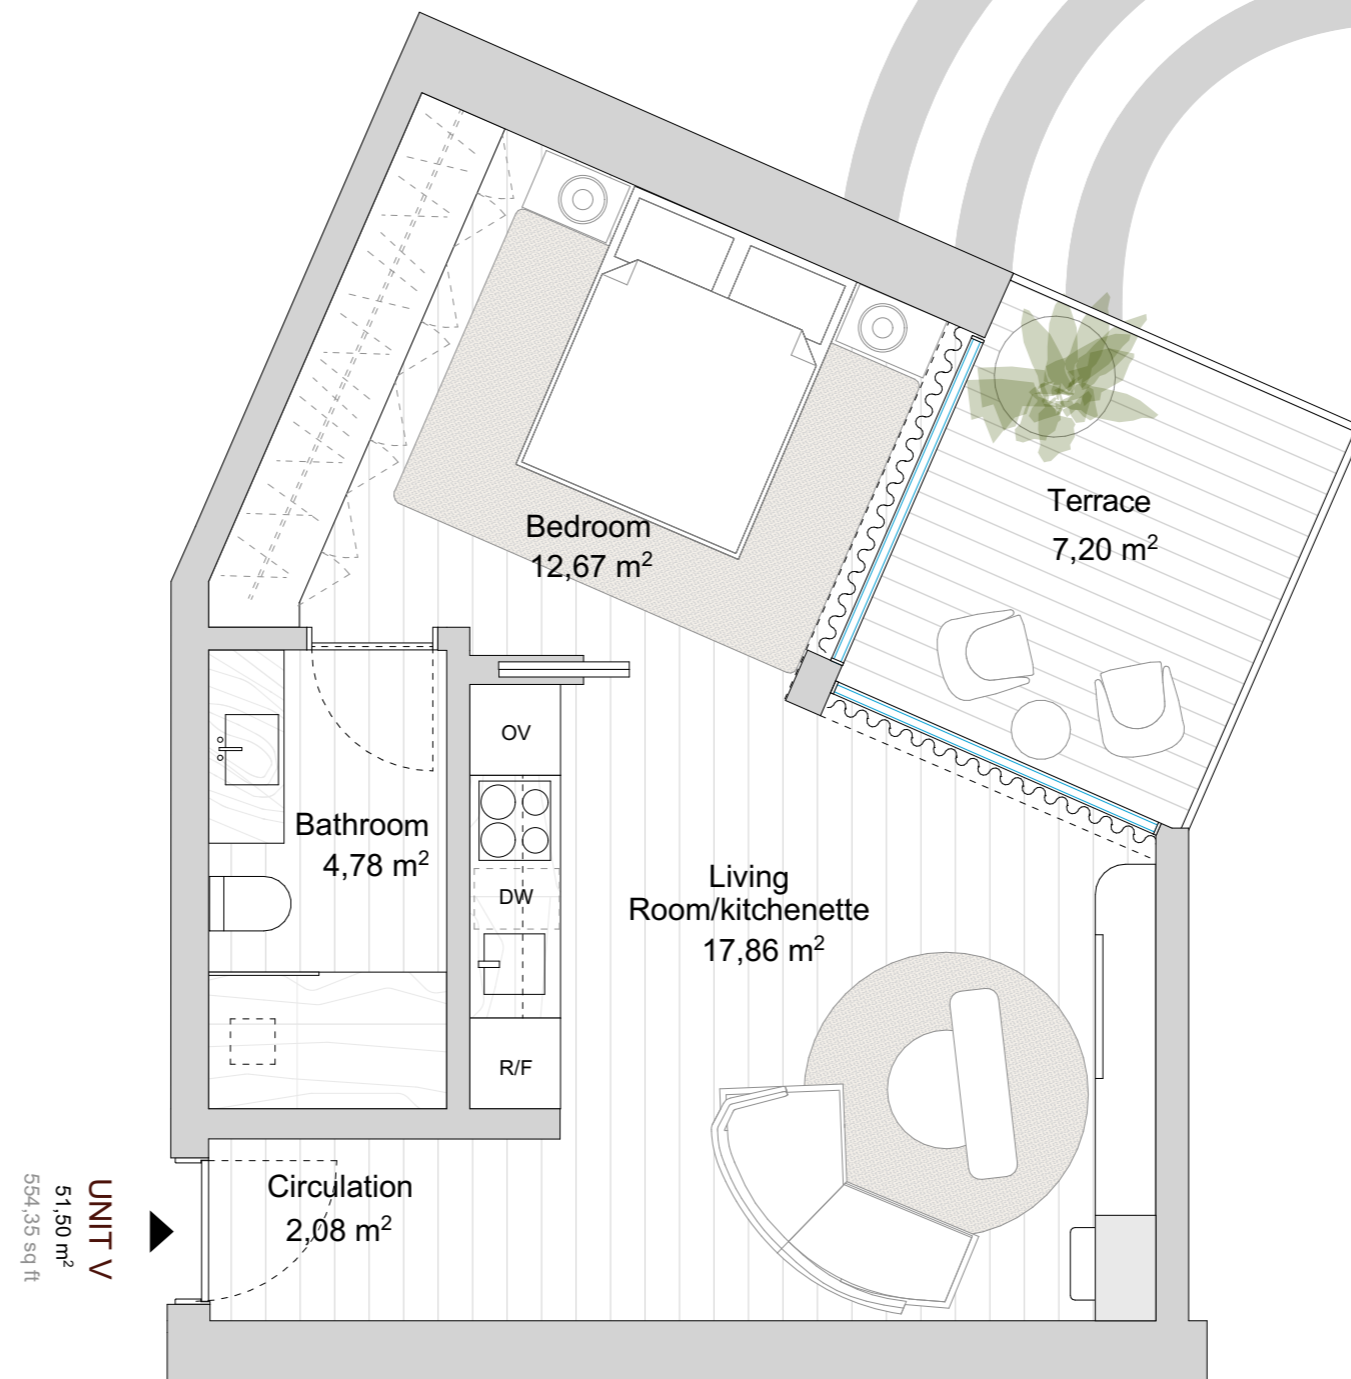 Bedroom
12,67 m²
Terrace
7,20 m²
OV
Bathroom
4,78 m²
DW
Living
Room/kitchenette
17,86 m²
R/F
Circulation
2,08 m²
UNIT V
51,50 m²
554,35 sq ft